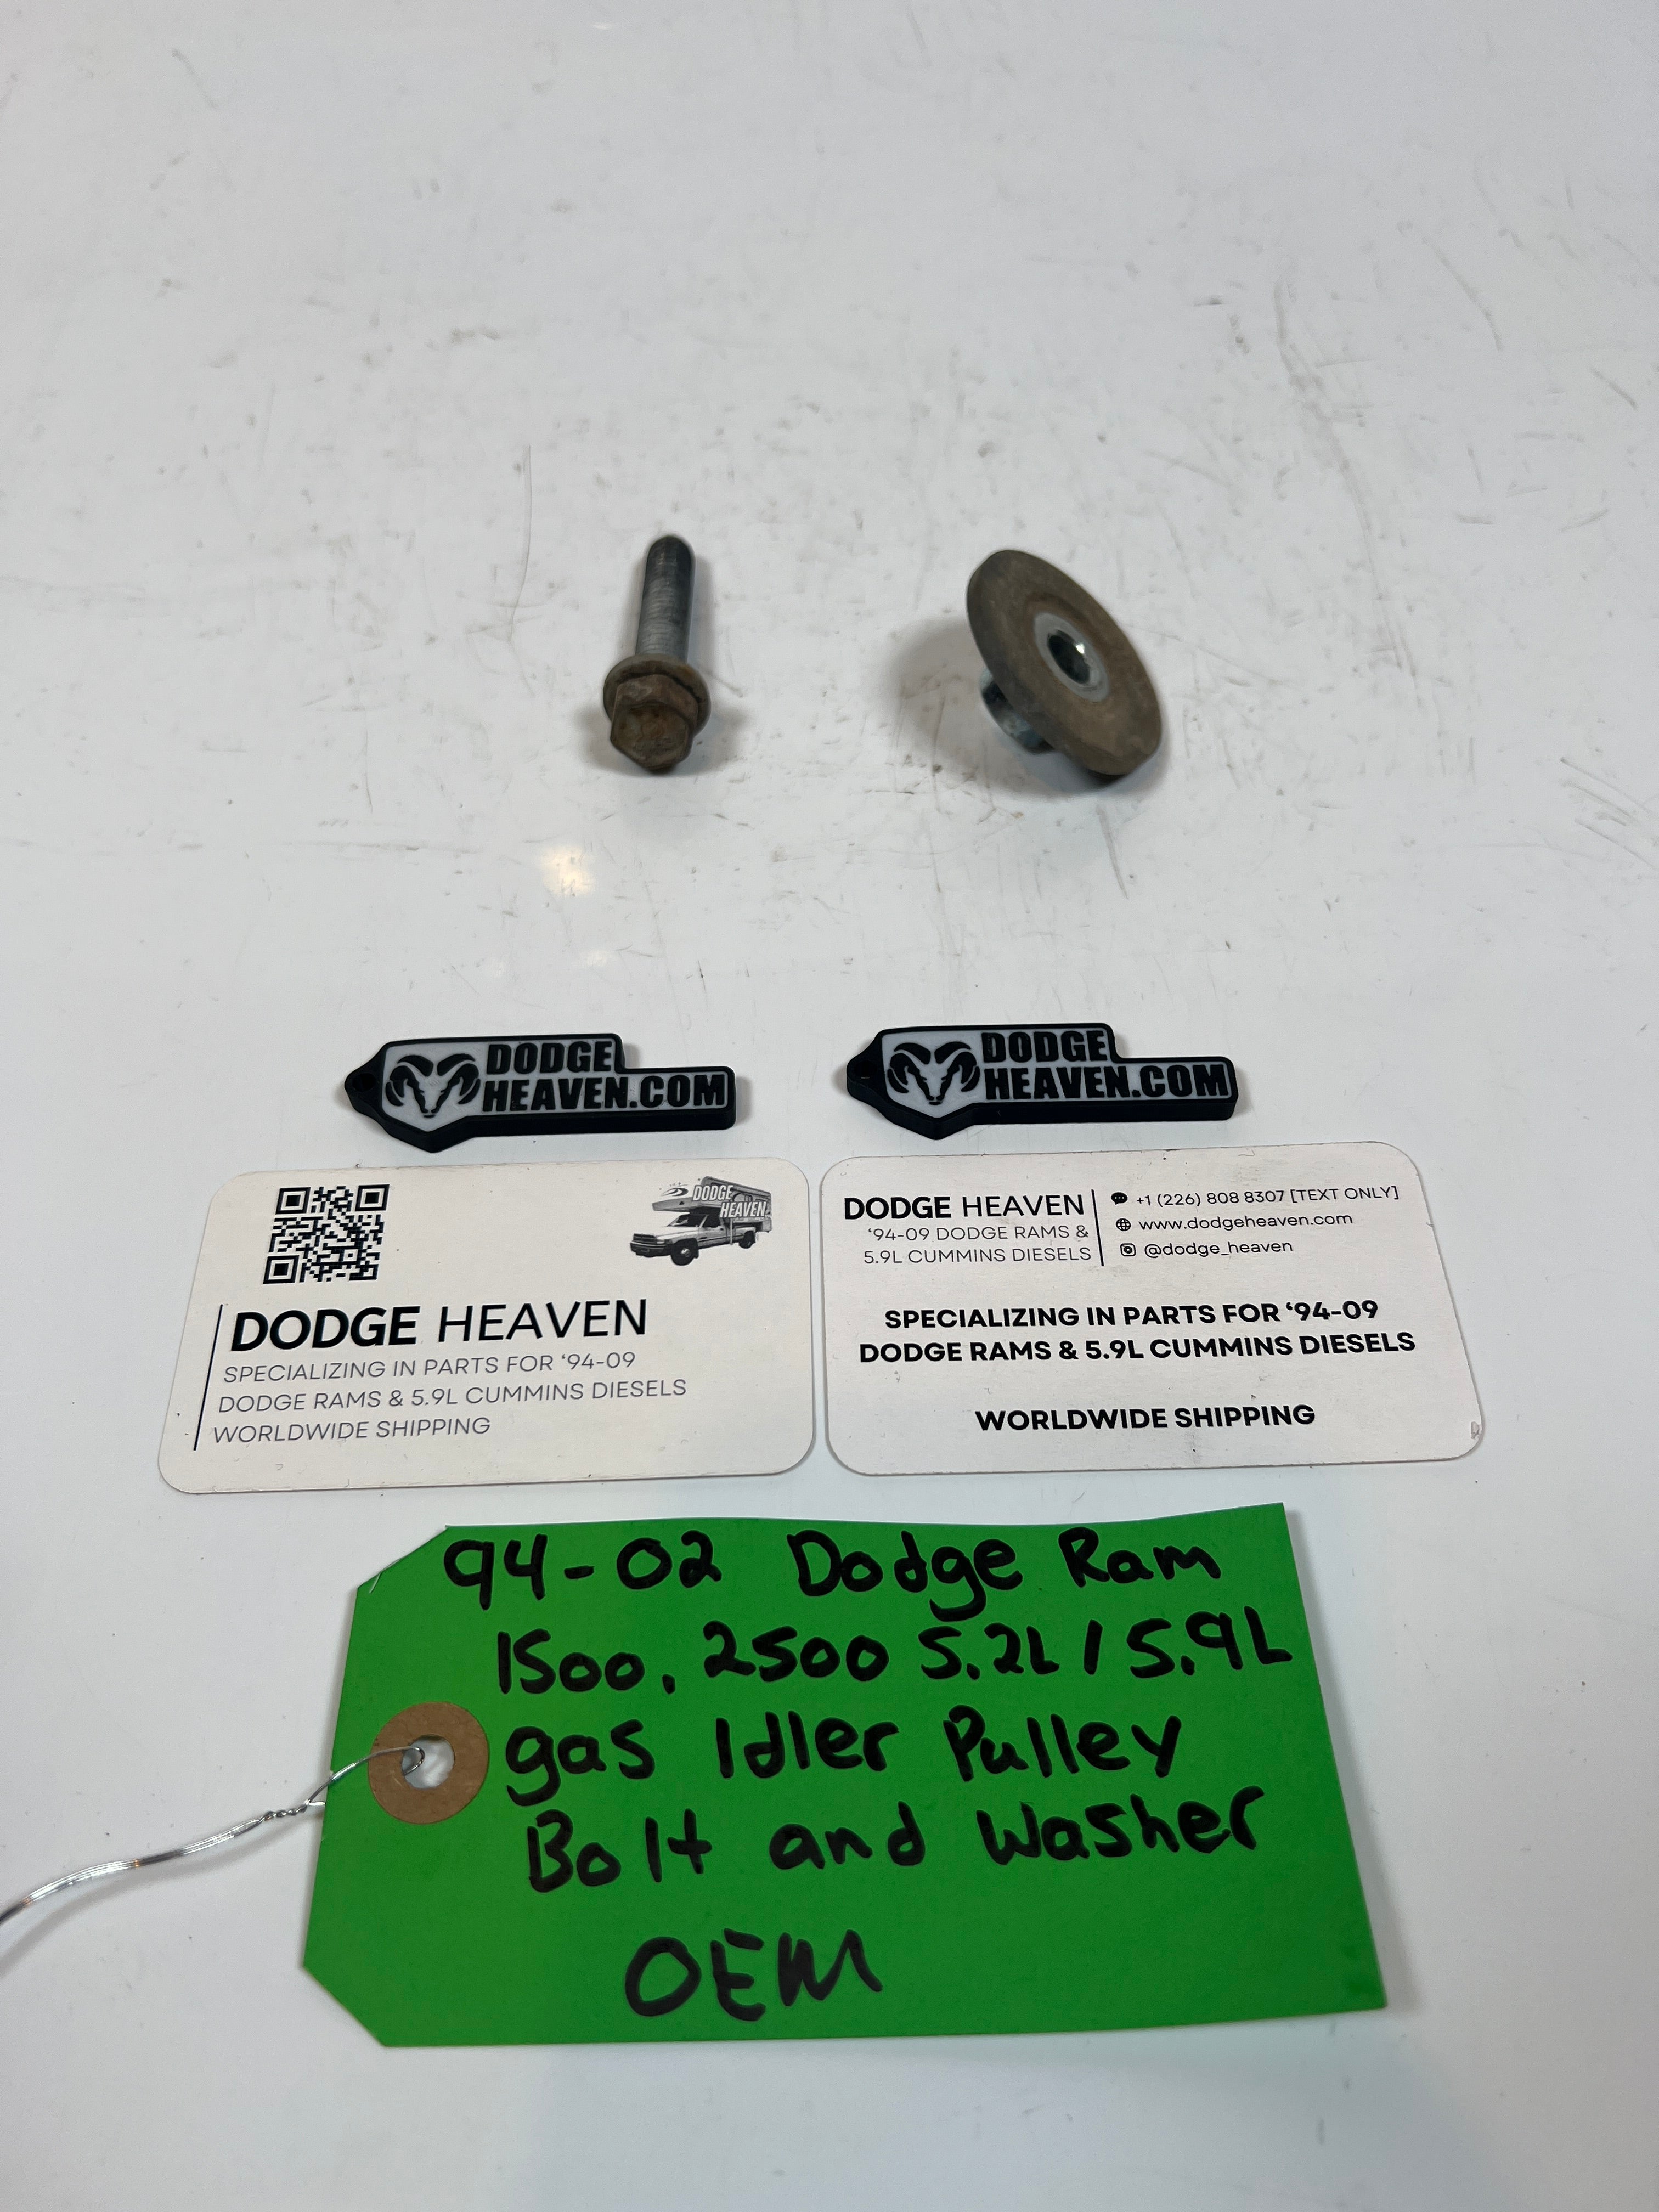 DODGE
HEAVEN.COM
DODGE
HEAVEN.COM
DODGE
HEAVEN
DODGE HEAVEN
SPECIALIZING IN PARTS FOR ‘94-09
DODGE RAMS & 5.9L CUMMINS DIESELS
WORLDWIDE SHIPPING
DODGE HEAVEN
‘94-09 DODGE RAMS &
5.9L CUMMINS DIESELS
+1 (226) 808 8307 [TEXT ONLY]
www.dodgeheaven.com
@dodge_heaven
SPECIALIZING IN PARTS FOR ‘94-09
DODGE RAMS & 5.9L CUMMINS DIESELS
WORLDWIDE SHIPPING
94-02 Dodge Ram
1500, 2500 5.2L / 5.9L
gas Idler Pulley
Bolt and Washer
OEM